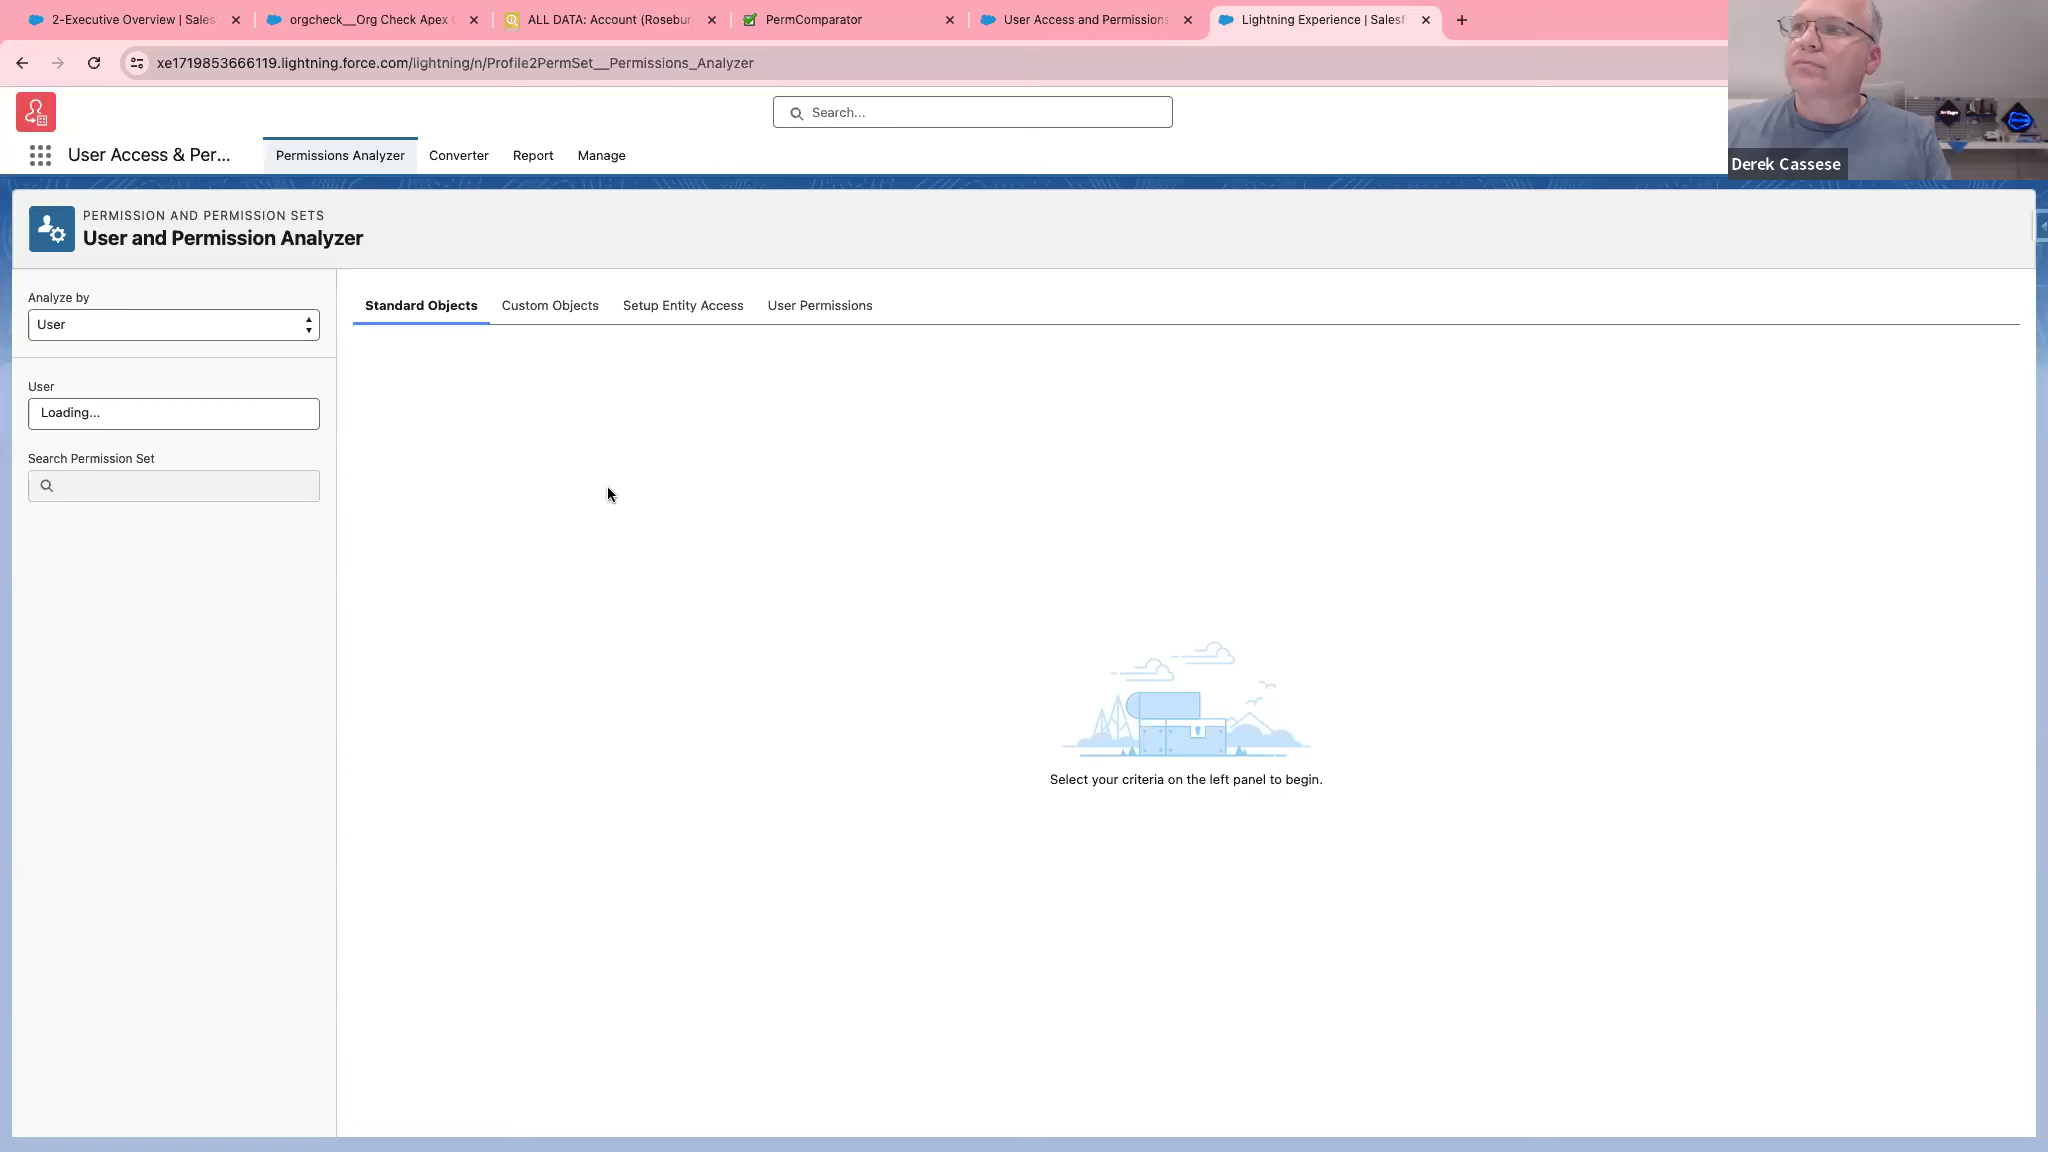 2-Executive Overview | Sales
orgcheck__Org Check Apex
ALL DATA: Account (Rosebur
PermComparator
User Access and Permissions
Lightning Experience | Salesf
xe1719853666119.lightning.force.com/lightning/n/Profile2PermSet__Permissions_Analyzer
Search...
User Access & Per...
Permissions Analyzer
Converter
Report
Manage
Derek Cassese
PERMISSION AND PERMISSION SETS
User and Permission Analyzer
Analyze by
User
User
Loading...
Search Permission Set
Standard Objects
Custom Objects
Setup Entity Access
User Permissions
Select your criteria on the left panel to begin.